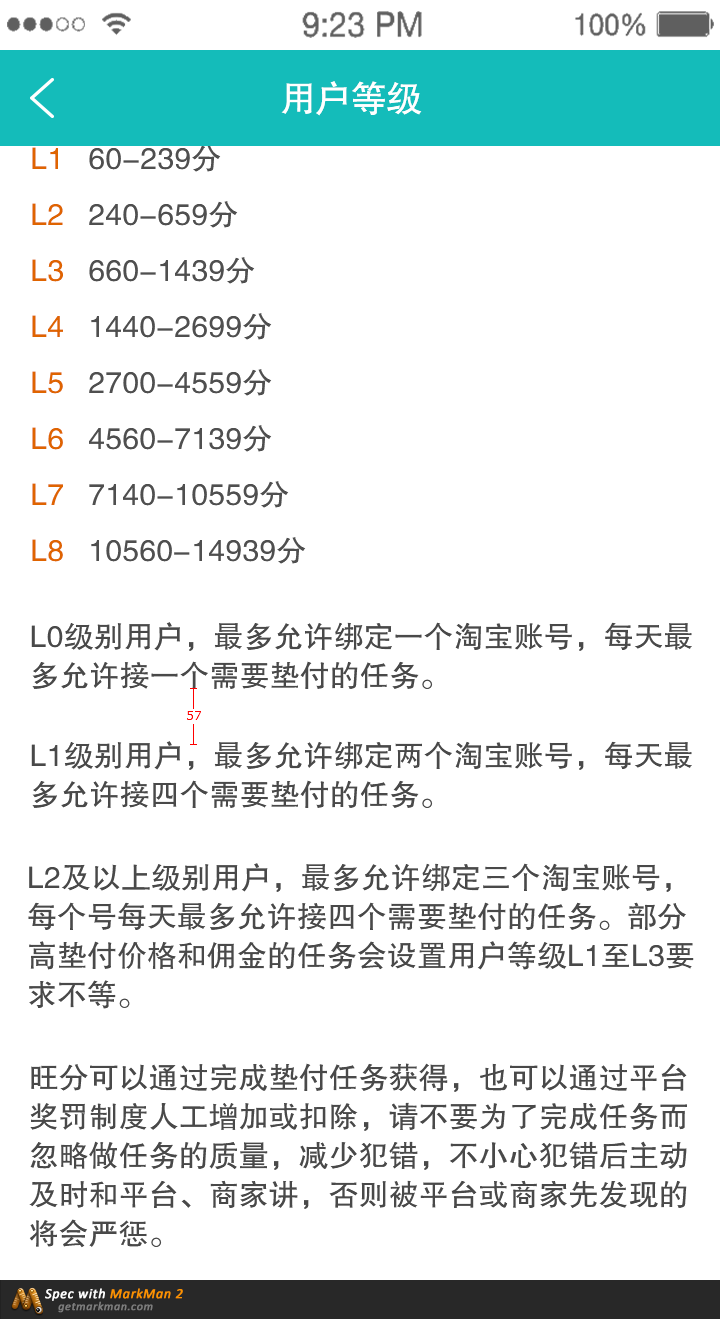 9:23 PM
100%
用户等级
L1 60-239分
L2 240-659分
L3 660-1439分
L4 1440-2699分
L5 2700-4559分
L6 4560-7139分
L7 7140-10559分
L8 10560-14939分
L0级别用户，最多允许绑定一个淘宝账号，每天最
多允许接一个需要垫付的任务。
57
L1级别用户，最多允许绑定两个淘宝账号，每天最
多允许接四个需要垫付的任务。
L2及以上级别用户，最多允许绑定三个淘宝账号，
每个号每天最多允许接四个需要垫付的任务。部分
高垫付价格和佣金的任务会设置用户等级L1至L3要
求不等。
旺分可以通过完成垫付任务获得，也可以通过平台
奖罚制度人工增加或扣除，请不要为了完成任务而
忽略做任务的质量，减少犯错，不小心犯错后主动
及时和平台、商家讲，否则被平台或商家先发现的
将会严惩。
Spec with MarkMan 2
getmarkman.com